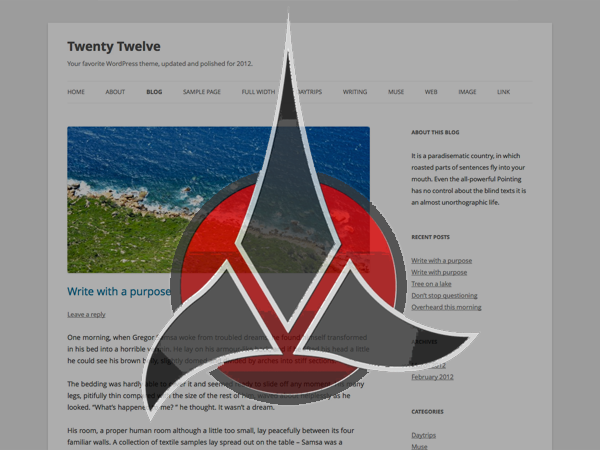 Twenty Twelve
Your favorite WordPress theme, updated and polished for 2012.
HOME ABOUT BLOG SAMPLE PAGE FULL WIDTH DAYTRIPS WRITING MUSE WEB IMAGE LINK
Write with a purpose
Leave a reply
One morning, when Gregor Samsa woke from troubled dreams, he found himself transformed
in his bed into a horrible vermin. He lay on his armour-like back, and if he lifted his head a little
he could see his brown belly, slightly domed and divided by arches into stiff sections.
The bedding was hardly able to cover it and seemed ready to slide off any moment. His many
legs, pitifully thin compared with the size of the rest of him, waved about helplessly as he
looked. "What's happened to me? " he thought. It wasn't a dream.
His room, a proper human room although a little too small, lay peacefully between its four
familiar walls. A collection of textile samples lay spread out on the table – Samsa was a
ABOUT THIS BLOG
It is a paradisematic country, in which
roasted parts of sentences fly into your
mouth. Even the all-powerful Pointing
has no control about the blind texts it is
an almost unorthographic life.
RECENT POSTS
Write with a purpose
Write with purpose
Tree on a lake
Don't stop questioning
Overheard this morning
ARCHIVES
2012
February 2012
CATEGORIES
Daytrips
Muse